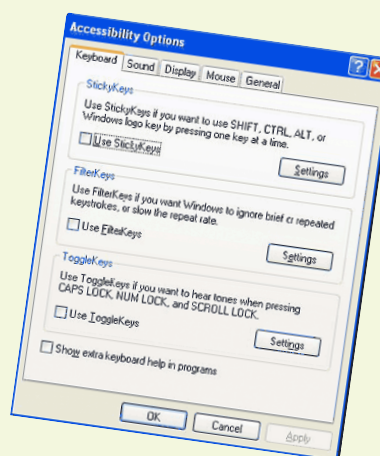 Accessibility Options
Keyboard Sound Display Mouse General
StickyKeys
Use StickyKeys if you want to use SHIFT, CTRL, ALT, or
Windows logo key by pressing one key at a time.
Use StickyKeys
Settings
FilterKeys
Use FilterKeys if you want Windows to ignore brief or repeated
keystrokes, or slow the repeat rate.
Use FilterKeys
Settings
ToggleKeys
Use ToggleKeys if you want to hear tones when pressing
CAPS LOCK, NUM LOCK, and SCROLL LOCK.
Use ToggleKeys
Settings
Show extra keyboard help in programs
OK Cancel Apply